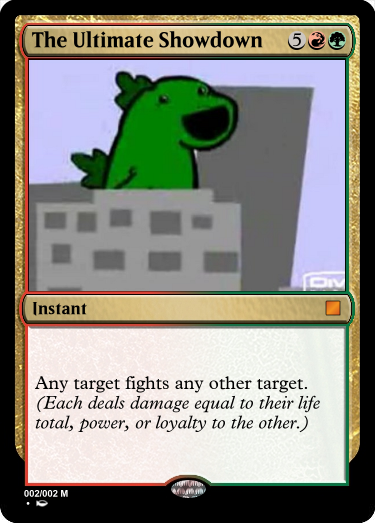 The Ultimate Showdown 5
Instant
Any target fights any other target.
(Each deals damage equal to their life
total, power, or loyalty to the other.)
002/002 M